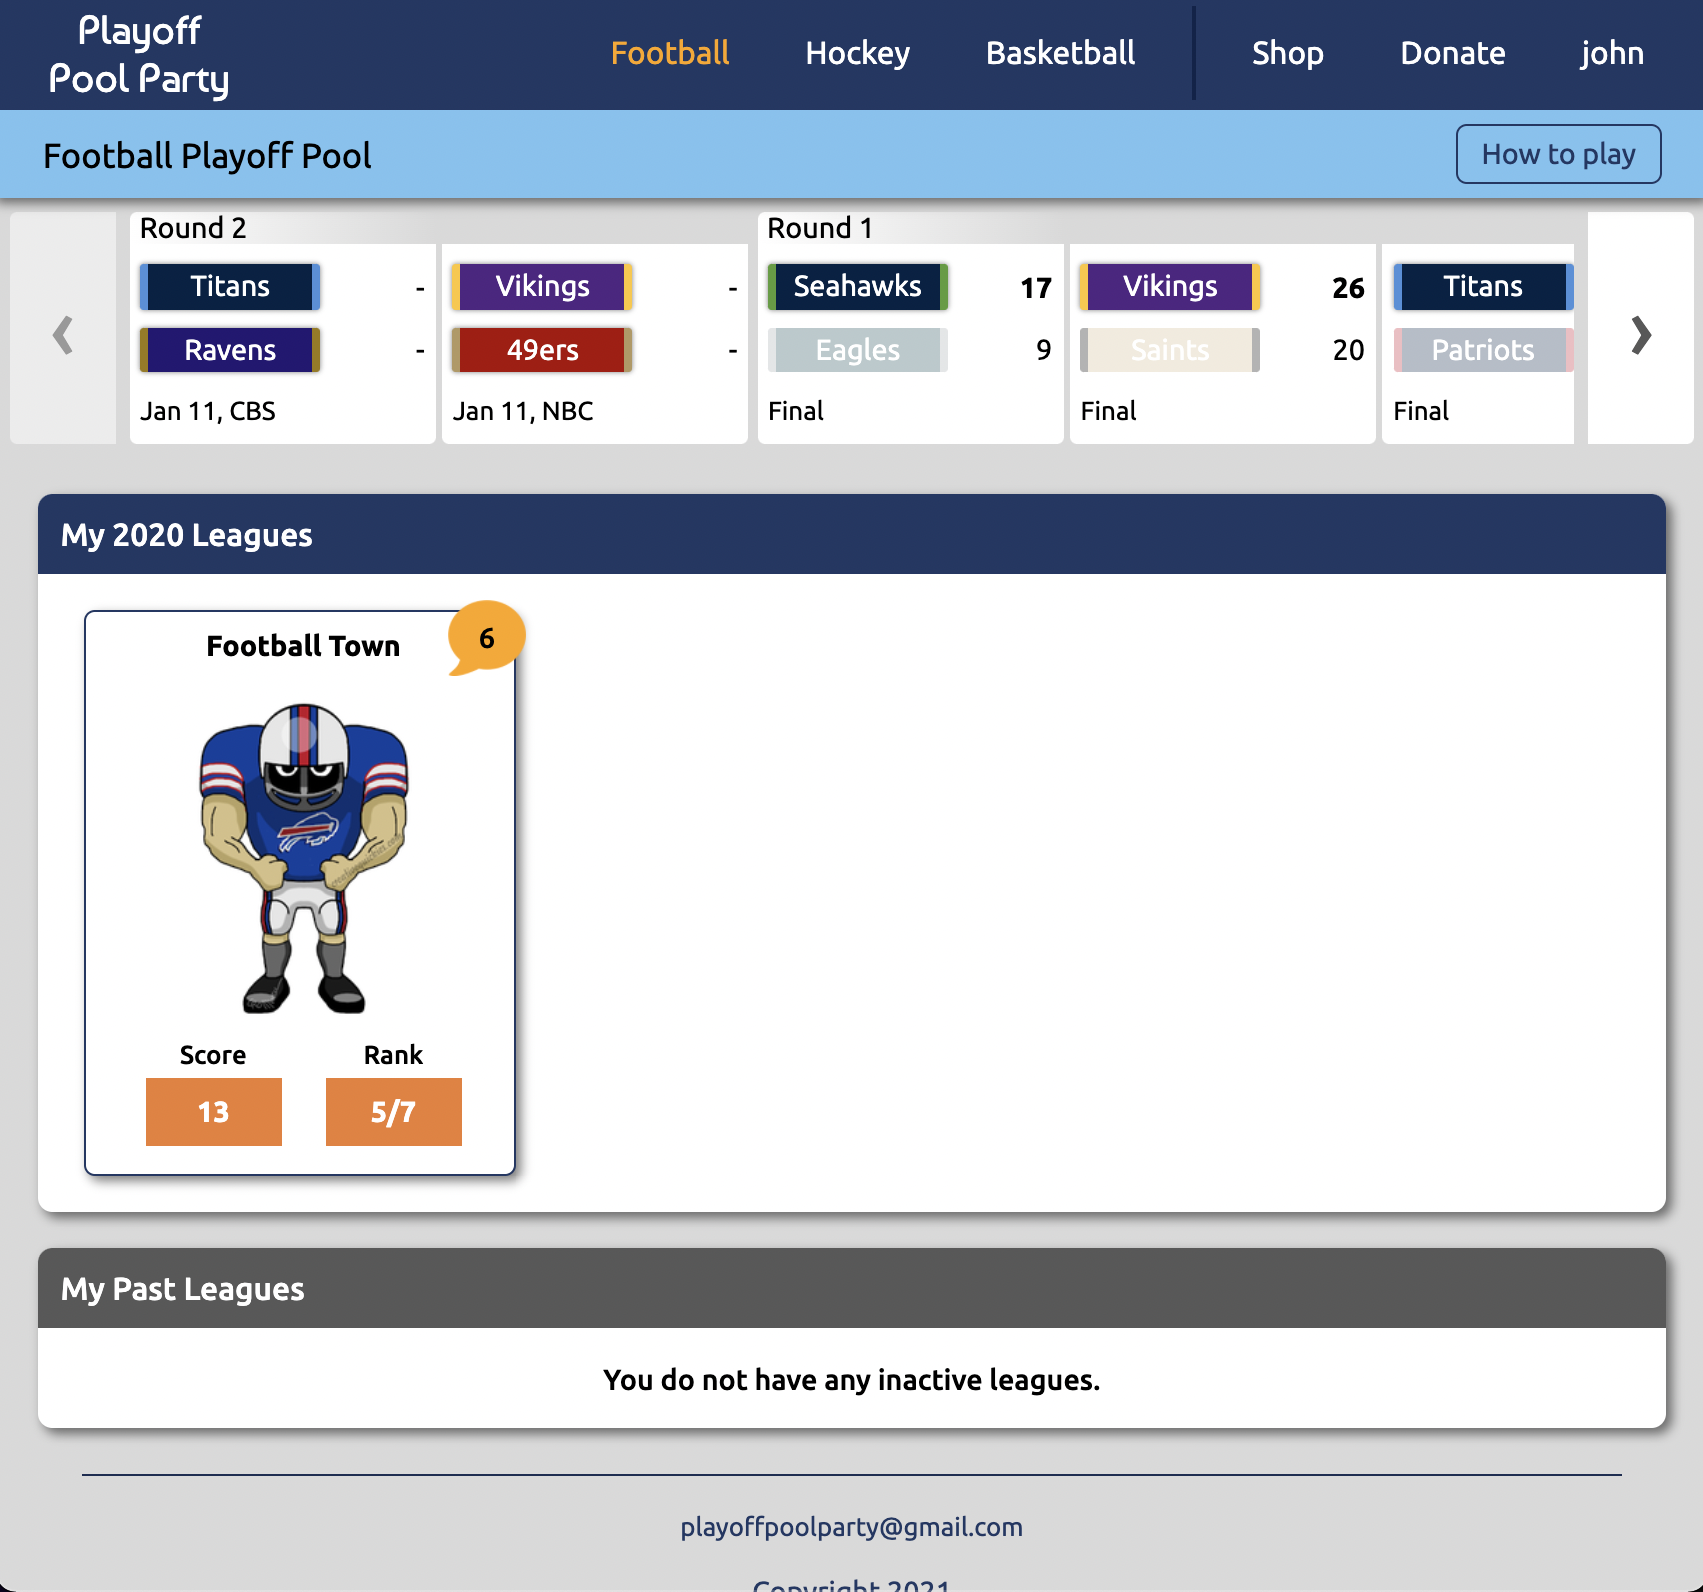 Playoff
Pool Party
Football
Hockey
Basketball
Shop
Donate
john
Football Playoff Pool
How to play
Round 2
Titans -
Ravens -
Jan 11, CBS
Vikings -
49ers -
Jan 11, NBC
Round 1
Seahawks 17
Eagles 9
Final
Vikings 26
Saints 20
Final
Titans
Patriots
Final
My 2020 Leagues
Football Town
6
Score
Rank
13
5/7
My Past Leagues
You do not have any inactive leagues.
playoffpoolparty@gmail.com
Copyright 2021